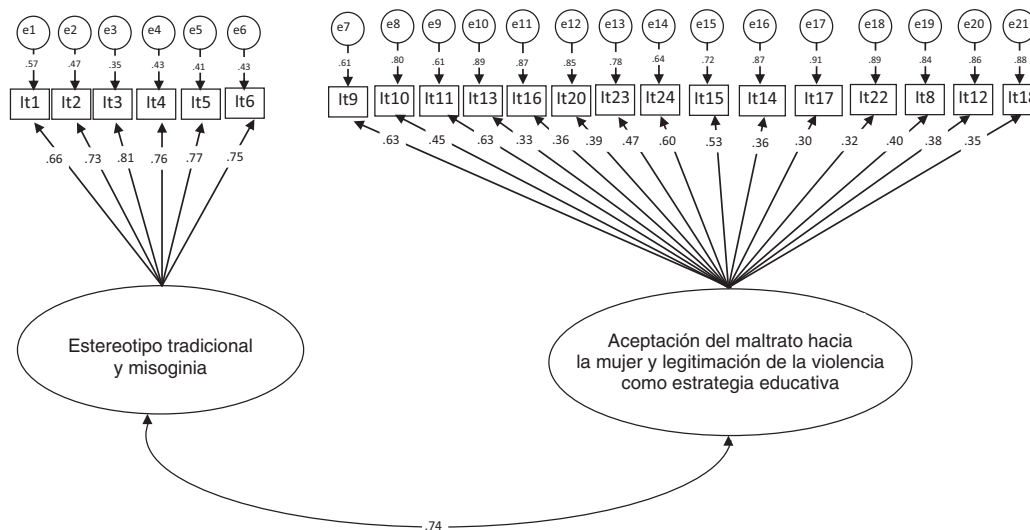 e1 e2 e3 e4 e5 e6 e7 e8 e9 e10 e11 e12 e13 e14 e15 e16 e17 e18 e19 e20 e21
.57 .47 .35 .43 .41 .43 .61 .80 .61 .89 .87 .85 .78 .64 .72 .87 .91 .89 .84 .86 .88
It1 It2 It3 It4 It5 It6 It9 It10 It11 It13 It16 It20 It23 It24 It15 It14 It17 It22 It8 It12 It18
.66 .73 .81 .76 .77 .75 .63 .45 .63 .33 .36 .39 .47 .60 .53 .36 .30 .32 .40 .38 .35
Estereotipo tradicional
y misoginia
Aceptación del maltrato hacia
la mujer y legitimación de la violencia
como estrategia educativa
.74